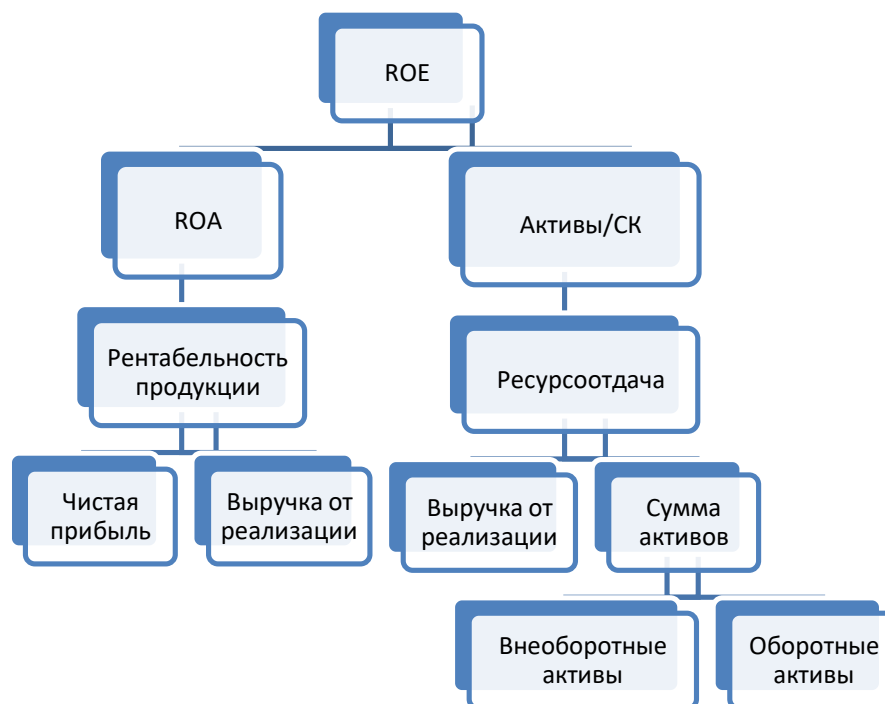 ROE
ROA
Активы/СК
Рентабельность
продукции
Ресурсоотдача
Чистая
прибыль
Выручка от
реализации
Выручка от
реализации
Сумма
активов
Внеоборотные
активы
Оборотные
активы